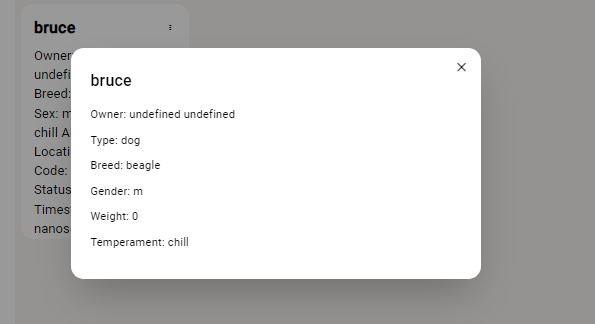 bruce
Owner
undefi
Breed:
Sex: m
chill A
Locati
Code:
Status
Times
nanos
bruce
Owner: undefined undefined
Type: dog
Breed: beagle
Gender: m
Weight: 0
Temperament: chill